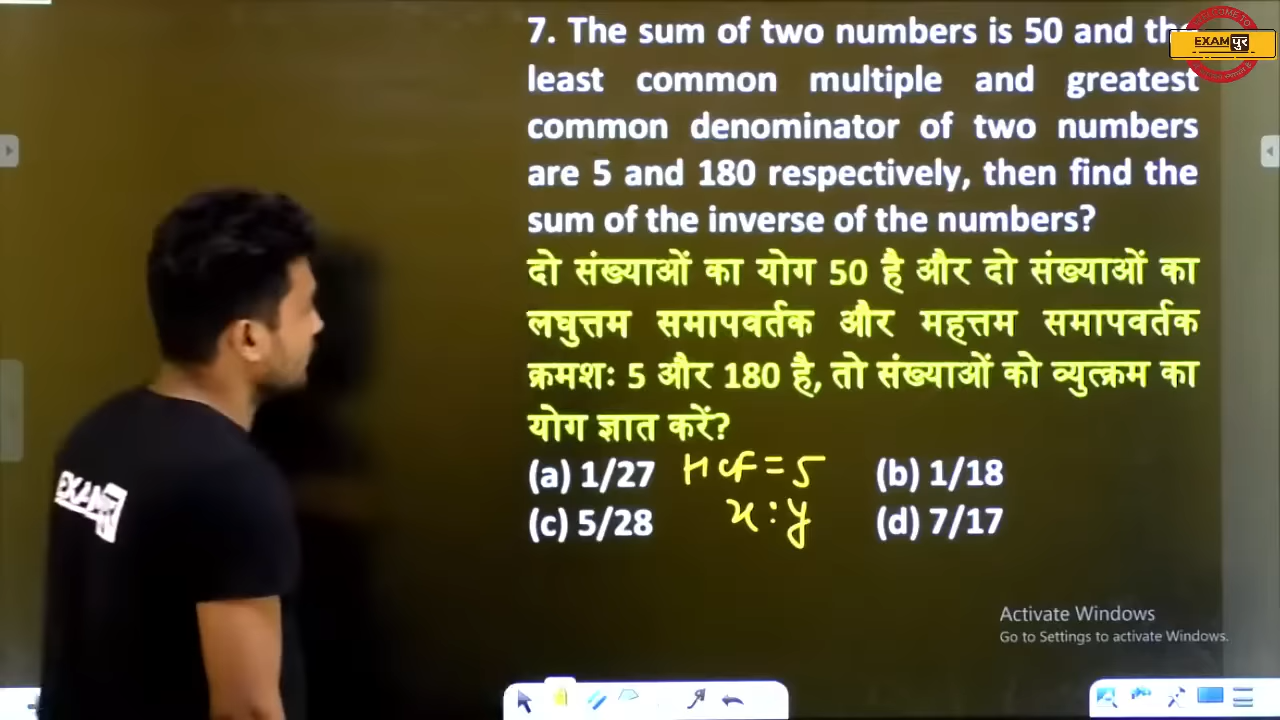 7. The sum of two numbers is 50 and the
least common multiple and greatest
common denominator of two numbers
are 5 and 180 respectively, then find the
sum of the inverse of the numbers?
दो संख्याओं का योग 50 है और दो संख्याओं का
लघुत्तम समापवर्तक और महत्तम समापवर्तक
क्रमशः 5 और 180 है, तो संख्याओं को व्युत्क्रम का
योग ज्ञात करें?
(a) 1/27 HCF = 5 (b) 1/18
(c) 5/28 x : y (d) 7/17
WELCOME TO
EXAMपुर
EXAMपुर
Activate Windows
Go to Settings to activate Windows.